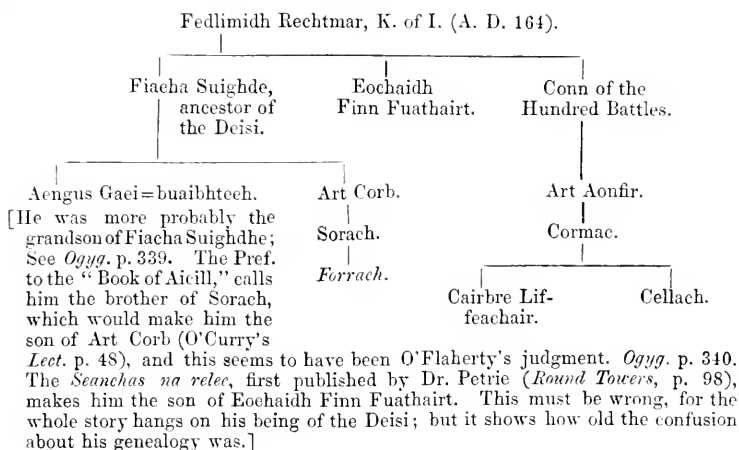 Fedlimidh Rechtmar, K. of I. (A. D. 164).
Fiacha Suighde, ancestor of the Deisi.
Eochaidh Finn Fuathairt.
Conn of the Hundred Battles.
Aengus Gaei=buaibhtech.
Art Corb.
Art Aonfir.
[He was more probably the
grandson of Fiacha Suighdhe;
Sorach.
Cormac.
See Ogyg. p. 339. The Pref.
to the “Book of Aicill,” calls
Forrach.
him the brother of Sorach,
Cairbre Lif-
feachair.
Cellach.
which would make him the
son of Art Corb (O'Curry's
Lect. p. 48), and this seems to have been O'Flaherty's judgment. Ogyg. p. 340.
The Seanchas na relec, first published by Dr. Petrie (Round Towers, p. 98),
makes him the son of Eochaidh Finn Fuathairt. This must be wrong, for the
whole story hangs on his being of the Deisi; but it shows how old the confusion
about his genealogy was.]